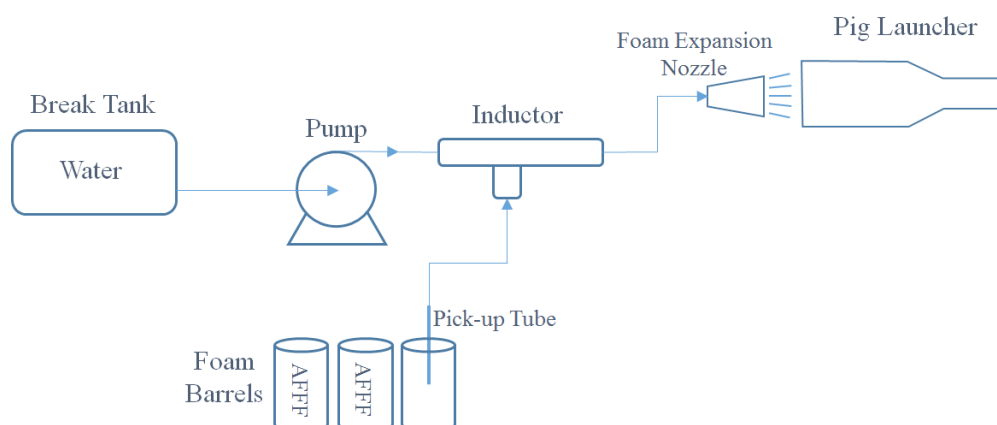 Pig Launcher
Foam Expansion
Nozzle
Break Tank
Pump
Inductor
Water
Pick-up Tube
Foam
Barrels
AFFF
AFFF